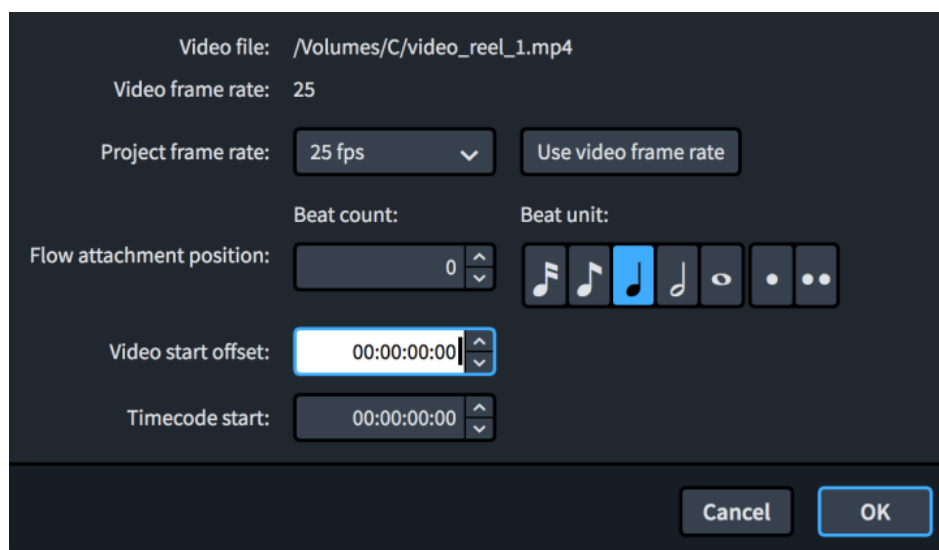 Video file: /Volumes/C/video_reel_1.mp4
Video frame rate: 25
Project frame rate: 25 fps Use video frame rate
Beat count: Beat unit:
Flow attachment position: 0
Video start offset: 00:00:00:00
Timecode start: 00:00:00:00
Cancel OK